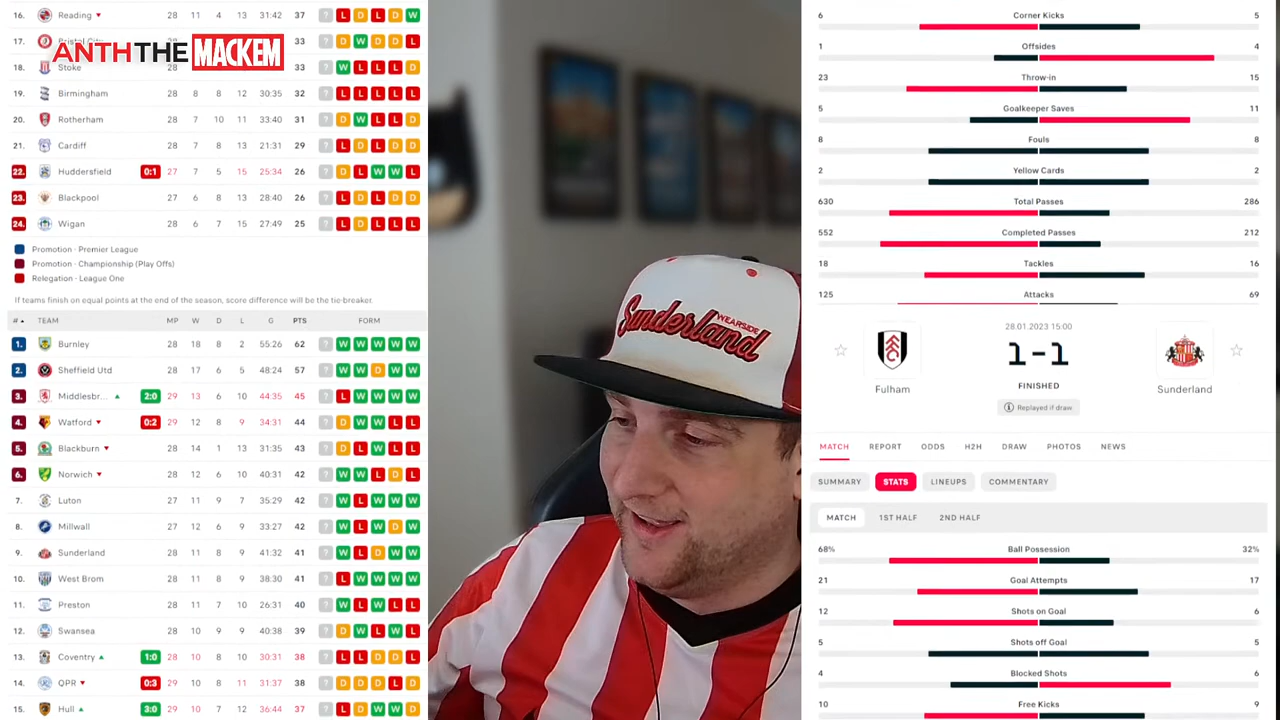 16. Reading 28 11 4 13 31:42 37 ? L D L D W
17. Bristol City 28 33 ? D W D D L
ANTHTHEMACKEM
18. Stoke 33 ? W L L L D
19. Birmingham 28 8 8 12 30:35 32 ? L L L L L
20. Rotherham 28 7 10 11 33:40 31 ? D W L L D
21. Cardiff 28 7 8 13 21:31 29 ? L D L D D
22. Huddersfield 0:1 27 7 5 15 25:34 26 ? D L W W L
23. Blackpool 27 6 8 13 28:40 26 ? L D L D D
24. Wigan 28 6 7 15 27:49 25 ? L D L L L
Promotion - Premier League
Promotion - Championship (Play Offs)
Relegation - League One
If teams finish on equal points at the end of the season, score difference will be the tie-breaker.
# TEAM MP W D L G PTS FORM
1. Burnley 28 18 8 2 55:26 62 ? W W W W W
2. Sheffield Utd 28 17 6 5 48:24 57 ? W W D W W
3. Middlesbr... 2:0 29 13 6 10 44:35 45 ? L W W W W
4. Watford 0:2 29 12 8 9 34:31 44 ? D W W L L
5. Blackburn 28 14 1 13 31:35 43 ? D L W L L
6. Norwich 28 12 6 10 40:31 42 ? W W L D L
7. Luton 27 11 9 7 35:29 42 ? W L W W W
8. Millwall 27 12 6 9 33:27 42 ? W L W D W
9. Sunderland 28 11 8 9 41:32 41 ? W L D W W
10. West Brom 28 11 8 9 38:30 41 ? L W W W W
11. Preston 28 11 7 10 26:31 40 ? W L W L L
12. Swansea 28 10 9 9 40:38 39 ? D W L W L
13. Coventry 1:0 28 10 8 10 30:31 38 ? L L D D L
14. QPR 0:3 29 10 8 11 31:37 38 ? D D D L D
15. Hull 3:0 29 10 7 12 36:44 37 ? L D W W D
WEARSIDE
Sunderland
6 Corner Kicks 5
1 Offsides 4
23 Throw-in 15
5 Goalkeeper Saves 11
8 Fouls 8
2 Yellow Cards 2
630 Total Passes 286
552 Completed Passes 212
18 Tackles 16
125 Attacks 69
28.01.2023 15:00
1-1
Fulham FINISHED Sunderland
Replayed if draw
MATCH REPORT ODDS H2H DRAW PHOTOS NEWS
SUMMARY STATS LINEUPS COMMENTARY
MATCH 1ST HALF 2ND HALF
68% Ball Possession 32%
21 Goal Attempts 17
12 Shots on Goal 6
5 Shots off Goal 5
4 Blocked Shots 6
10 Free Kicks 9